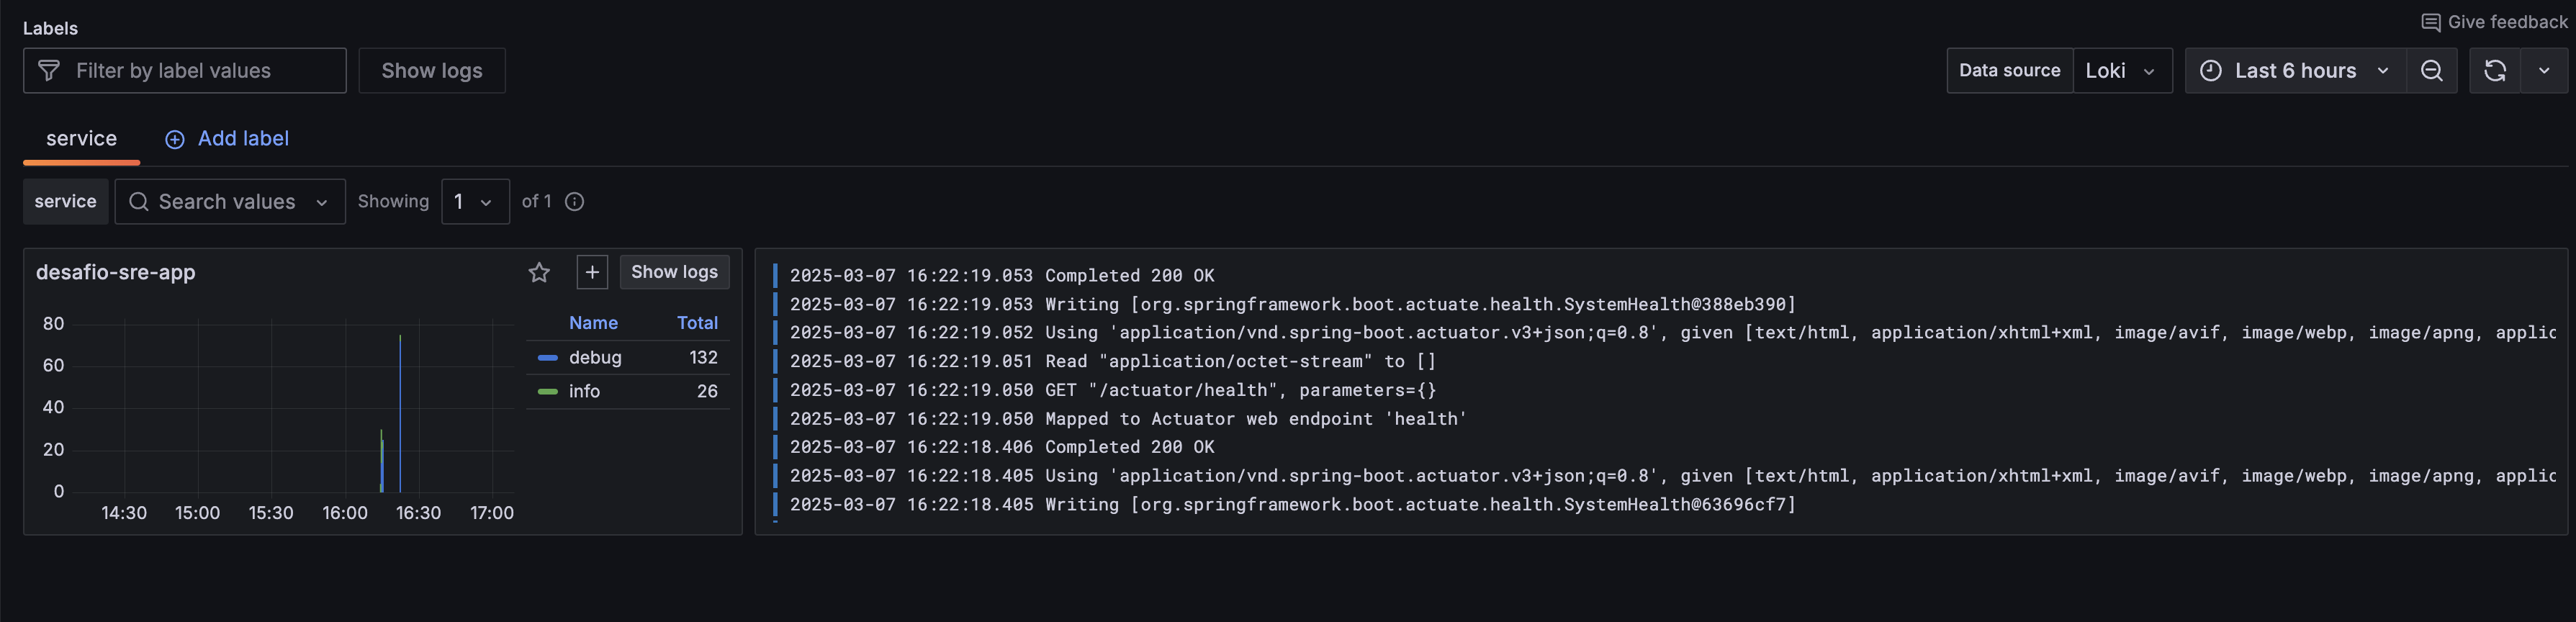 Labels
Give feedback
Filter by label values
Show logs
Data source
Loki
Last 6 hours
service
Add label
service
Search values
Showing
1
of 1
desafio-sre-app
Show logs
Name Total
debug 132
info 26
80
60
40
20
0
14:30 15:00 15:30 16:00 16:30 17:00
2025-03-07 16:22:19.053 Completed 200 OK
2025-03-07 16:22:19.053 Writing [org.springframework.boot.actuate.health.SystemHealth@388eb390]
2025-03-07 16:22:19.052 Using 'application/vnd.spring-boot.actuator.v3+json;q=0.8', given [text/html, application/xhtml+xml, image/avif, image/webp, image/apng, applic
2025-03-07 16:22:19.051 Read "application/octet-stream" to []
2025-03-07 16:22:19.050 GET "/actuator/health", parameters={}
2025-03-07 16:22:19.050 Mapped to Actuator web endpoint 'health'
2025-03-07 16:22:18.406 Completed 200 OK
2025-03-07 16:22:18.405 Using 'application/vnd.spring-boot.actuator.v3+json;q=0.8', given [text/html, application/xhtml+xml, image/avif, image/webp, image/apng, applic
2025-03-07 16:22:18.405 Writing [org.springframework.boot.actuate.health.SystemHealth@63696cf7]